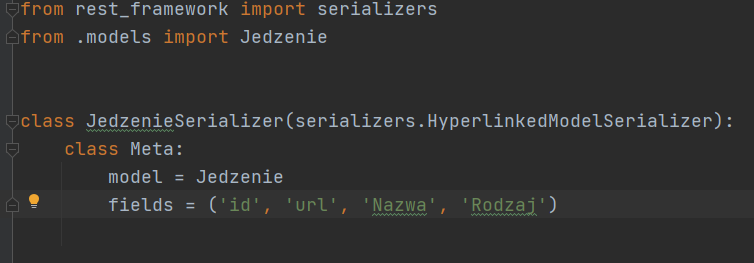 from rest_framework import serializers
from .models import Jedzenie
class JedzenieSerializer(serializers.HyperlinkedModelSerializer):
    class Meta:
        model = Jedzenie
        fields = ('id', 'url', 'Nazwa', 'Rodzaj')